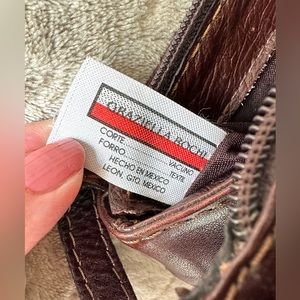 GRAZIELLA ROCHI
CORTE VACUNO
FORRO TEXTIL
HECHO EN MEXICO
LEON, GTO. MEXICO